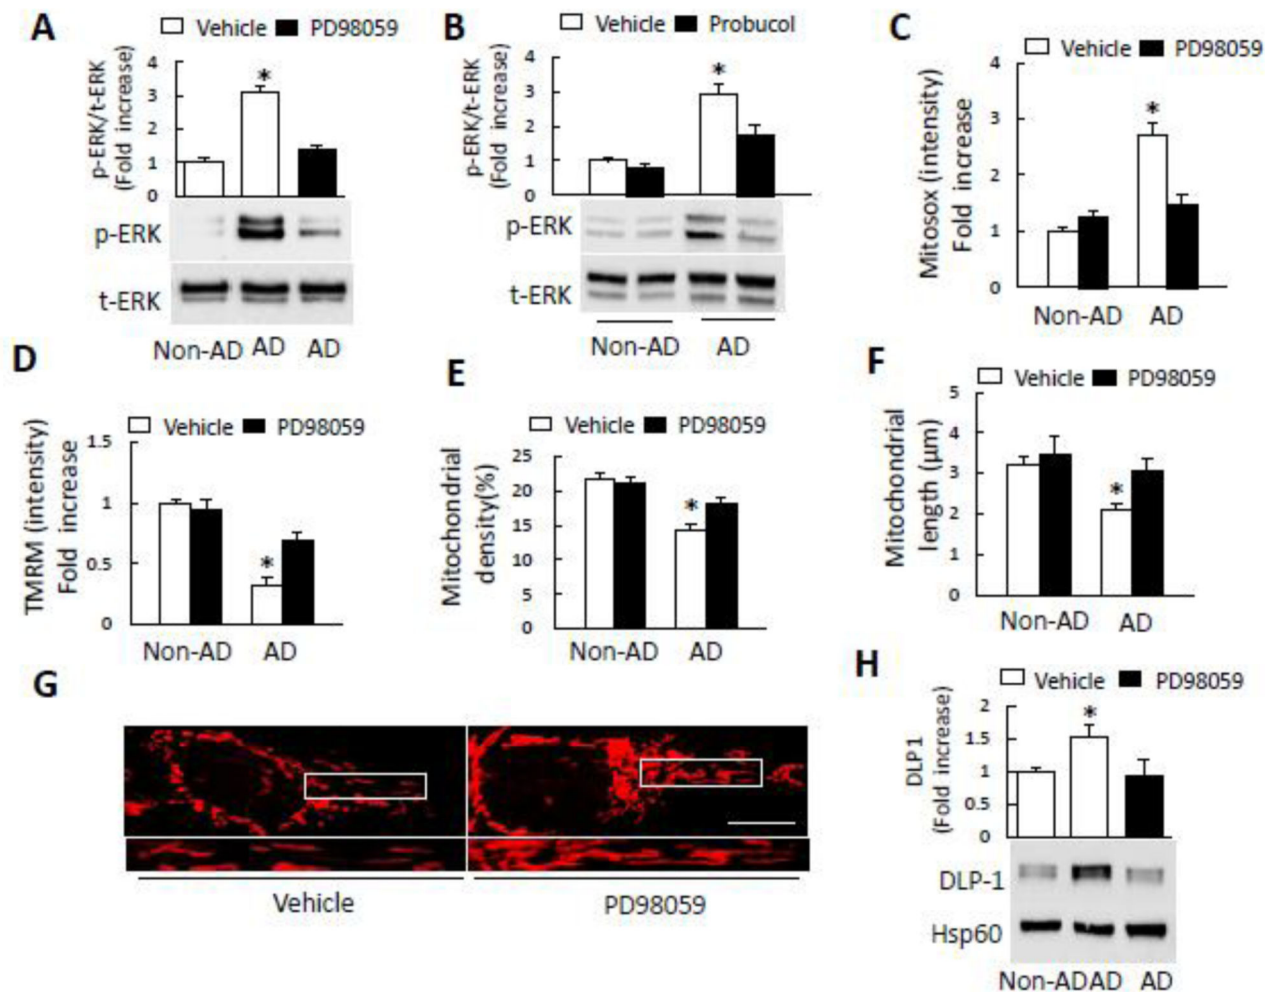 A
Vehicle PD98059
p-ERK/t-ERK
(Fold increase)
4
3
2
1
0
*
p-ERK
t-ERK
Non-AD AD AD
B
Vehicle Probucol
p-ERK/t-ERK
(Fold increase)
4
3
2
1
0
*
p-ERK
t-ERK
Non-AD AD
C
Vehicle PD98059
Mitosox (intensity)
Fold increase
4
3
2
1
0
*
Non-AD AD
D
Vehicle PD98059
TMRM (intensity)
Fold increase
1.5
1
0.5
0
*
Non-AD AD
E
Vehicle PD98059
Mitochondrial
density(%)
25
20
15
10
5
0
*
Non-AD AD
F
Vehicle PD98059
Mitochondrial
length (μm)
5
4
3
2
1
0
*
Non-AD AD
G
Vehicle PD98059
H
Vehicle PD98059
DLP1
(Fold increase)
2
1.5
1
0.5
0
*
DLP-1
Hsp60
Non-ADAD AD